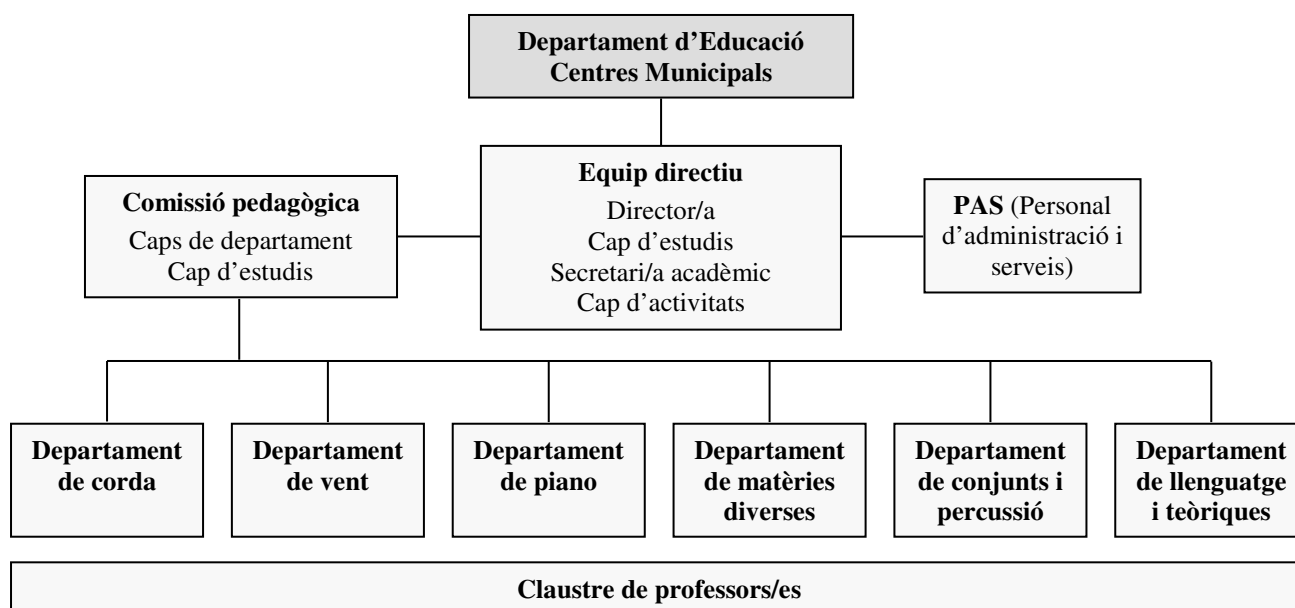 Departament d’Educació
Centres Municipals
Equip directiu
Director/a
Cap d’estudis
Secretari/a acadèmic
Cap d’activitats
Comissió pedagògica
Caps de departament
Cap d’estudis
PAS (Personal
d’administració i
serveis)
Departament
de corda
Departament
de vent
Departament
de piano
Departament
de matèries
diverses
Departament
de conjunts i
percussió
Departament
de llenguatge
i teòriques
Claustre de professors/es